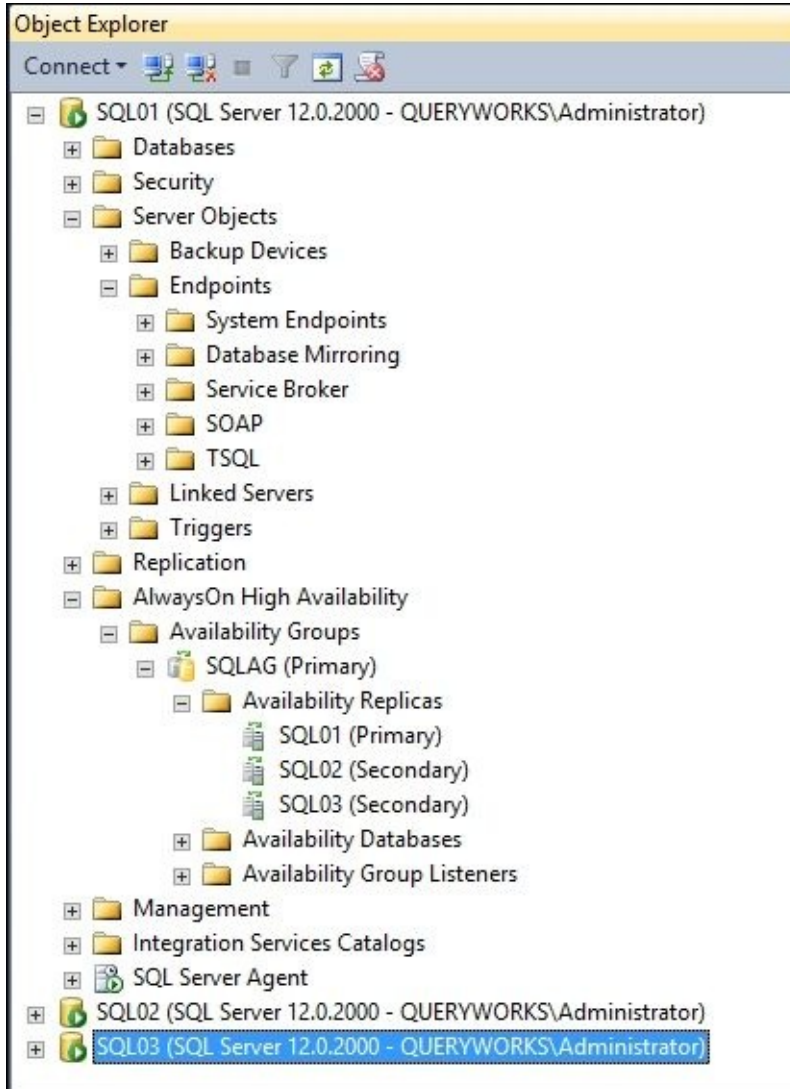 Object Explorer
Connect
SQL01 (SQL Server 12.0.2000 - QUERYWORKS\Administrator)
Databases
Security
Server Objects
Backup Devices
Endpoints
System Endpoints
Database Mirroring
Service Broker
SOAP
TSQL
Linked Servers
Triggers
Replication
AlwaysOn High Availability
Availability Groups
SQLAG (Primary)
Availability Replicas
SQL01 (Primary)
SQL02 (Secondary)
SQL03 (Secondary)
Availability Databases
Availability Group Listeners
Management
Integration Services Catalogs
SQL Server Agent
SQL02 (SQL Server 12.0.2000 - QUERYWORKS\Administrator)
SQL03 (SQL Server 12.0.2000 - QUERYWORKS\Administrator)